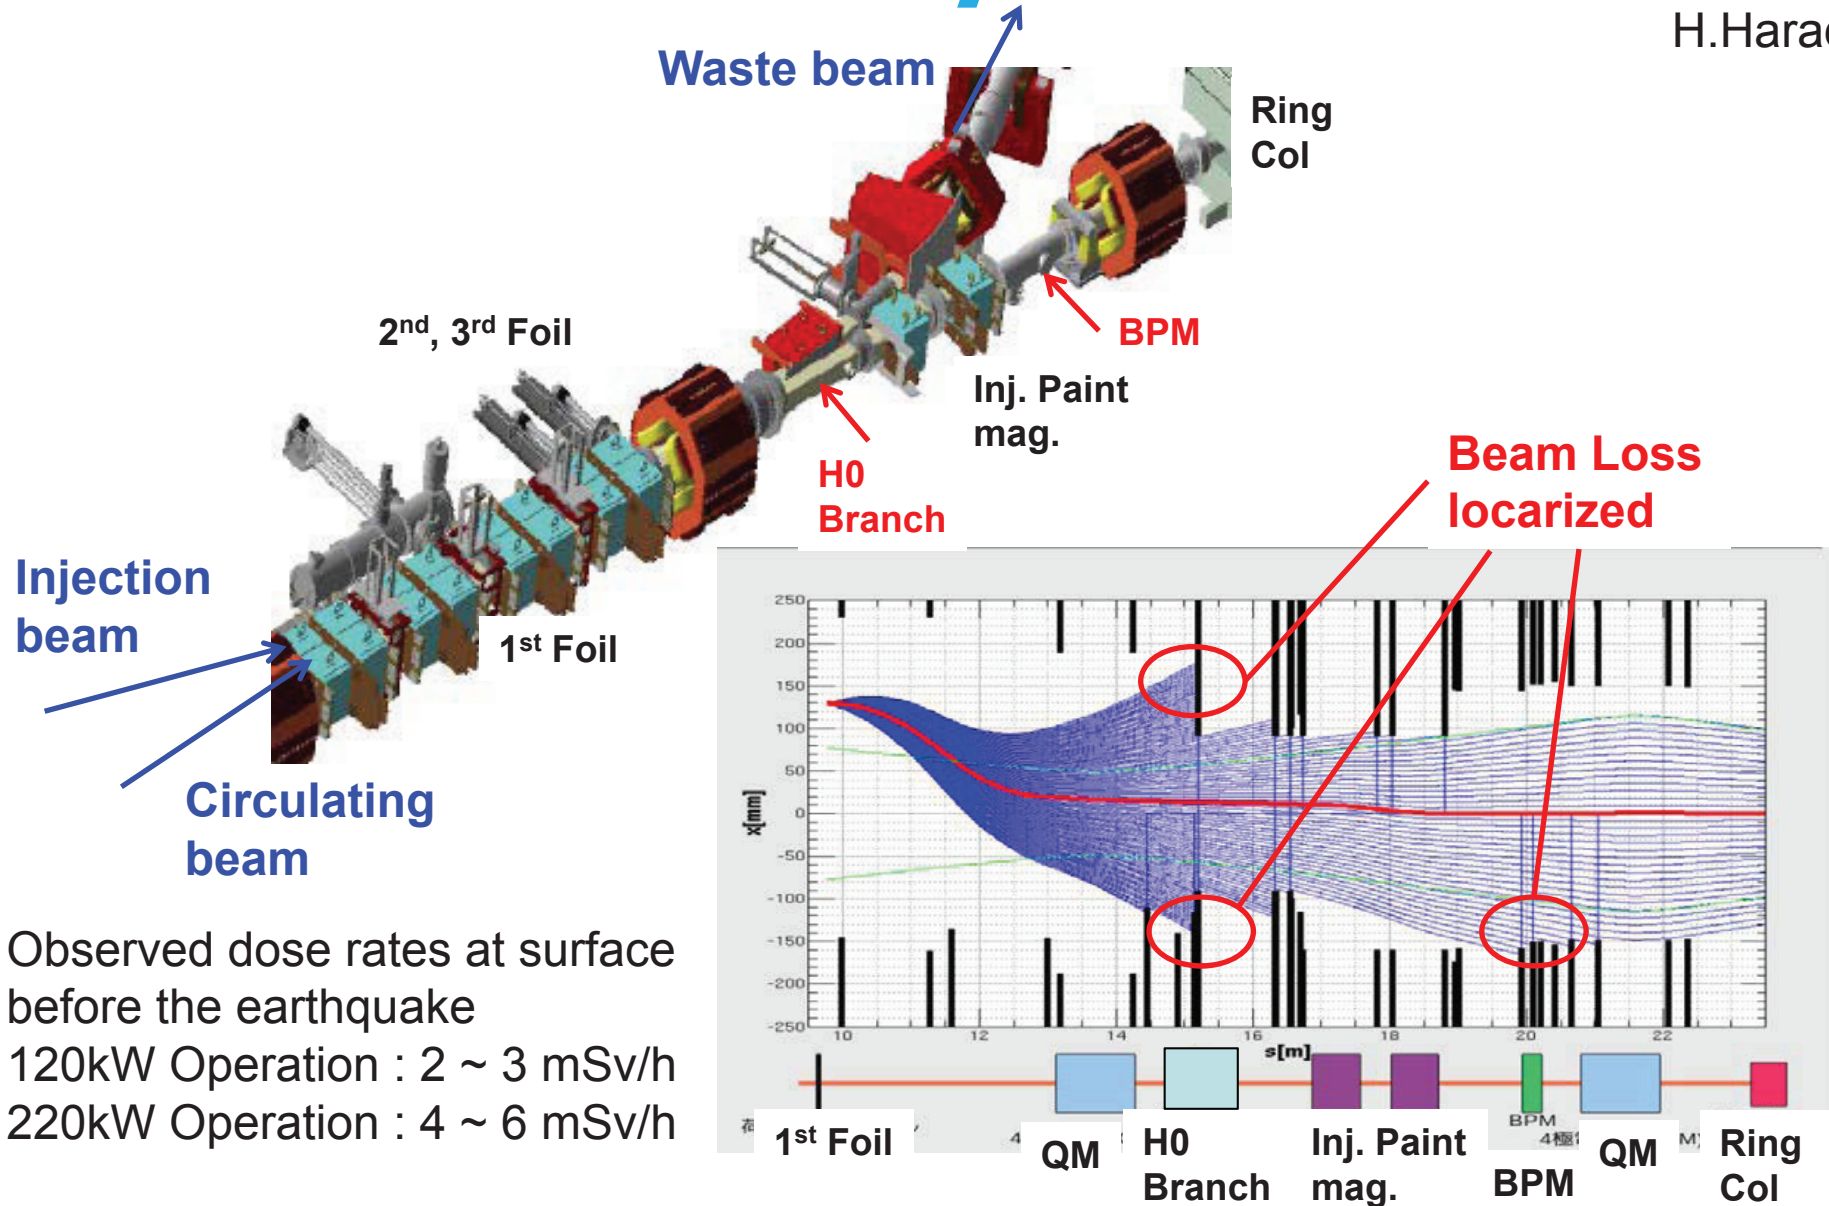 H.Harad
Waste beam
Ring
Col
2nd, 3rd Foil
BPM
Inj. Paint
mag.
H0
Branch
Beam Loss
locarized
Injection
beam
1st Foil
Circulating
beam
250
200
150
100
50
0
-50
-100
-150
-200
-250
x[mm]
10 12 14 16 18 20 22
s[m]
BPM
1st Foil
QM
H0
Branch
Inj. Paint
mag.
BPM
4極
M)
QM
Ring
Col
Observed dose rates at surface
before the earthquake
120kW Operation : 2 ~ 3 mSv/h
220kW Operation : 4 ~ 6 mSv/h